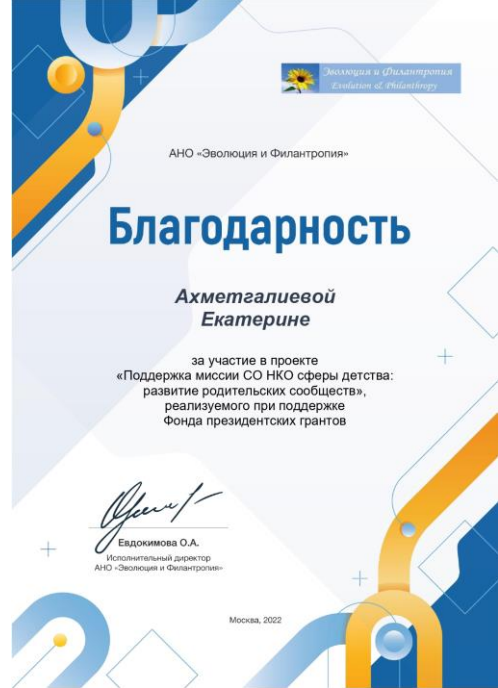 Эволюция и Филантропия
Evolution & Philanthropy
АНО «Эволюция и Филантропия»
Благодарность
Ахметгалиевой
Екатерине
за участие в проекте
«Поддержка миссии СО НКО сферы детства:
развитие родительских сообществ»,
реализуемого при поддержке
Фонда президентских грантов
Евдокимова О.А.
Исполнительный директор
АНО «Эволюция и Филантропия»
Москва, 2022